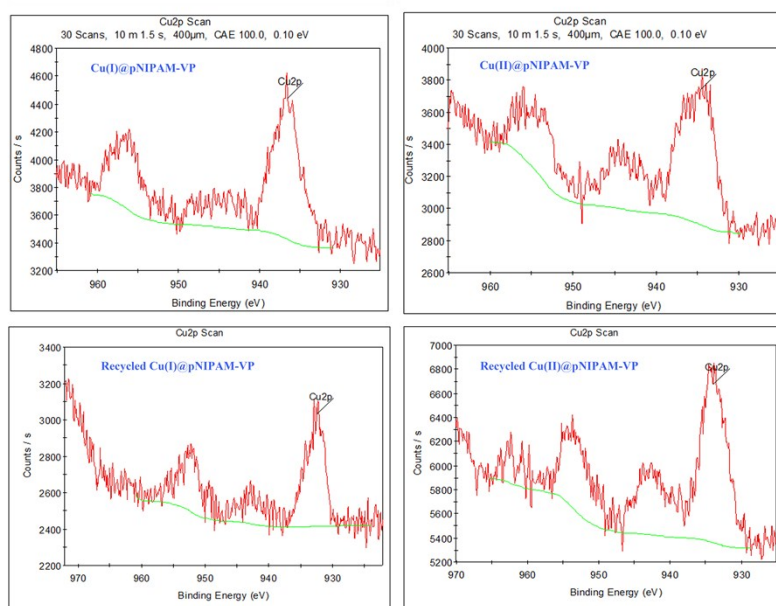 Cu2p Scan
30 Scans, 10 m 1.5 s, 400µm, CAE 100.0, 0.10 eV
Cu(I)@pNIPAM-VP
Cu2p
4800
4600
4400
4200
4000
3800
3600
3400
3200
Counts / s
960
950
940
930
Binding Energy (eV)
Cu2p Scan
30 Scans, 10 m 1.5 s, 400µm, CAE 100.0, 0.10 eV
Cu(II)@pNIPAM-VP
Cu2p
4000
3800
3600
3400
3200
3000
2800
2600
Counts / s
960
950
940
930
Binding Energy (eV)
Cu2p Scan
Recycled Cu(I)@pNIPAM-VP
Cu2p
3400
3200
3000
2800
2600
2400
2200
Counts / s
970
960
950
940
930
Binding Energy (eV)
Cu2p Scan
Recycled Cu(II)@pNIPAM-VP
Cu2p
7000
6800
6600
6400
6200
6000
5800
5600
5400
5200
Counts / s
970
960
950
940
930
Binding Energy (eV)